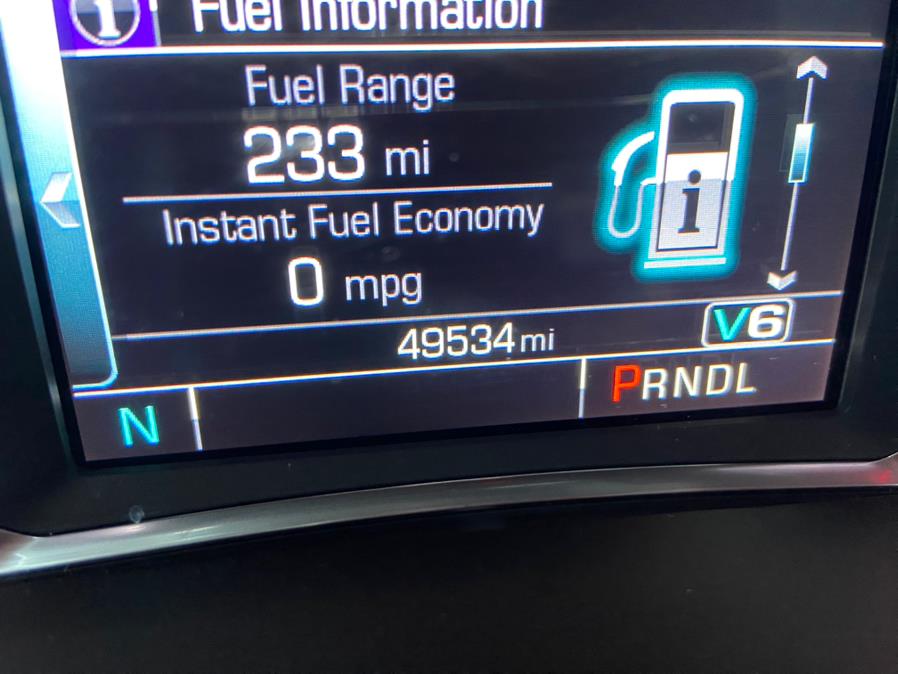 Fuel Information
Fuel Range
233 mi
i
Instant Fuel Economy
0 mpg
49534 mi
V6
N
PRNDL